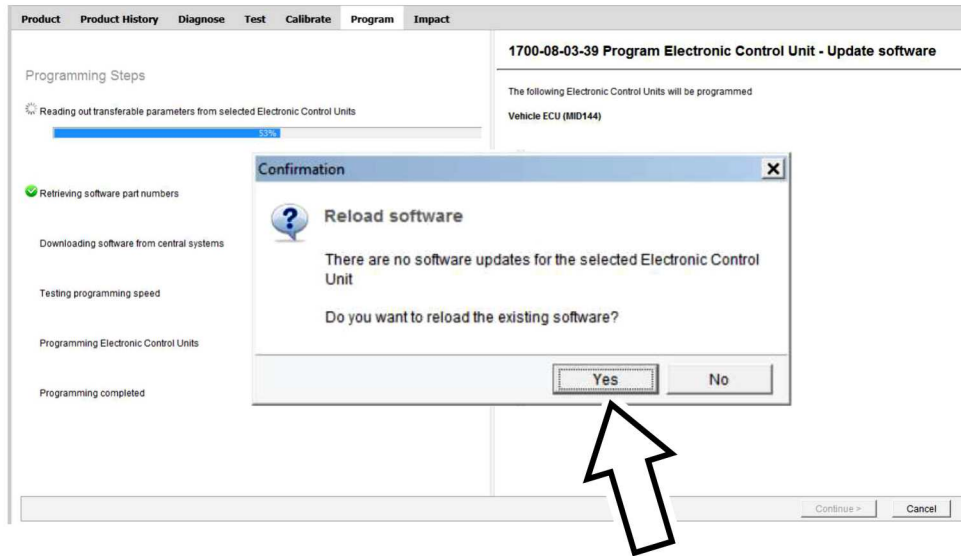 Product Product History Diagnose Test Calibrate Program Impact
1700-08-03-39 Program Electronic Control Unit - Update software
Programming Steps
The following Electronic Control Units will be programmed
Reading out transferable parameters from selected Electronic Control Units
Vehicle ECU (MID144)
53%
Confirmation
Retrieving software part numbers
Reload software
Downloading software from central systems
There are no software updates for the selected Electronic Control
Unit
Testing programming speed
Do you want to reload the existing software?
Programming Electronic Control Units
Yes No
Programming completed
Continue > Cancel